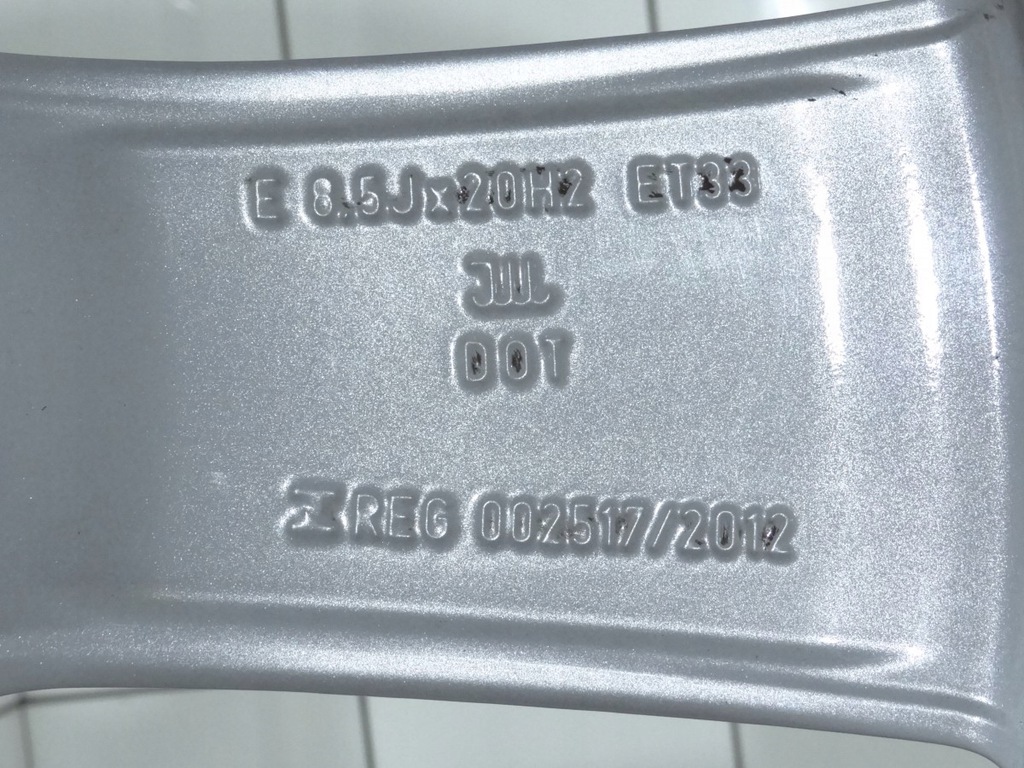 E 8.5Jx20H2 ET33
JWL
DOT
REG 002517/2012